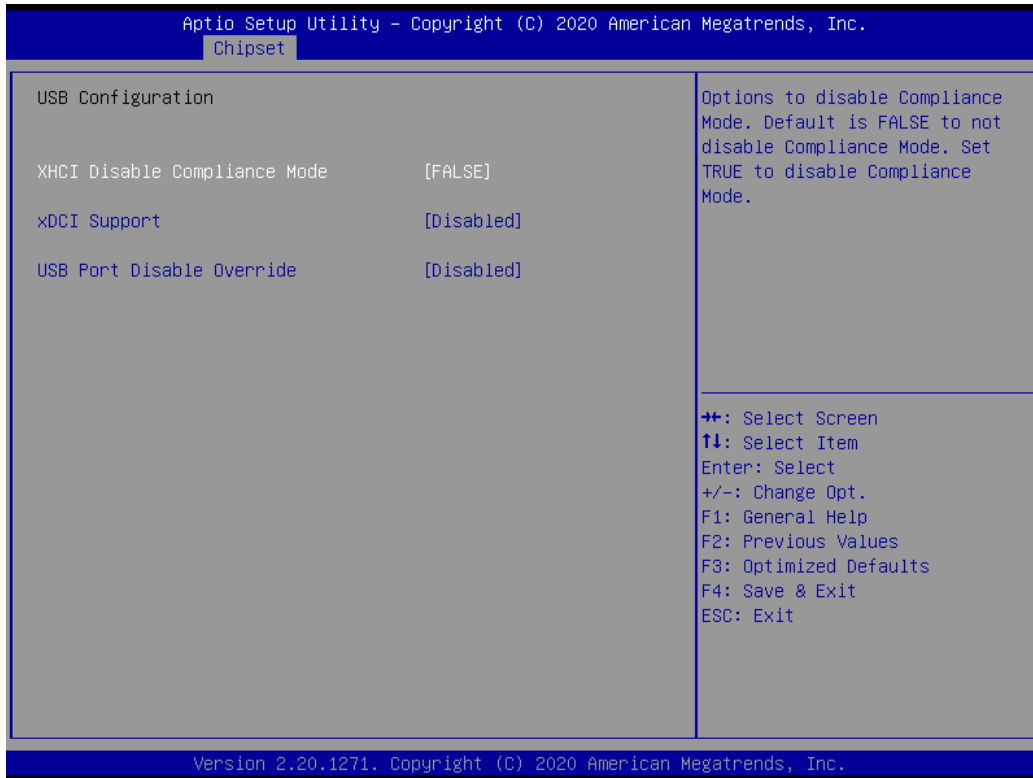 Aptio Setup Utility – Copyright (C) 2020 American Megatrends, Inc.
Chipset
USB Configuration
XHCI Disable Compliance Mode [FALSE]
xDCI Support [Disabled]
USB Port Disable Override [Disabled]
Options to disable Compliance
Mode. Default is FALSE to not
disable Compliance Mode. Set
TRUE to disable Compliance
Mode.
→←: Select Screen
↑↓: Select Item
Enter: Select
+/-: Change Opt.
F1: General Help
F2: Previous Values
F3: Optimized Defaults
F4: Save & Exit
ESC: Exit
Version 2.20.1271. Copyright (C) 2020 American Megatrends, Inc.